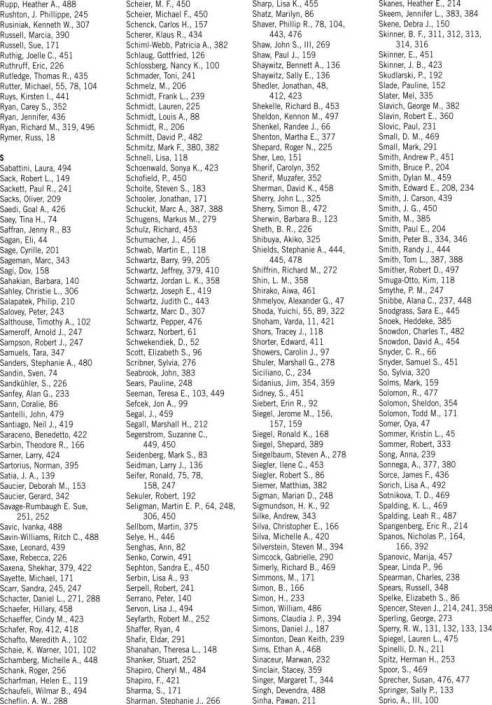 Rupp, Heather A., 488
Rushton, J. Phillippe, 245
Rusiniak, Kenneth W., 307
Russell, Marcia, 390
Russell, Sue, 171
Ruthig, Joelle C., 451
Ruthruff, Eric, 226
Rutledge, Thomas R., 435
Rutter, Michael, 55, 78, 104
Ruys, Kirsten I., 441
Ryan, Carey S., 352
Ryan, Jennifer, 436
Ryan, Richard M., 319, 496
Rymer, Russ, 18
S
Sabattini, Laura, 494
Sack, Robert L., 149
Sackett, Paul R., 241
Sacks, Oliver, 209
Saedi, Goal A., 426
Saey, Tina H., 74
Saffran, Jenny R., 83
Sagan, Eli, 44
Sage, Cyrille, 201
Sageman, Marc, 343
Sagi, Dov, 158
Sahakian, Barbara, 140
Sahley, Christie L., 306
Salapatek, Philip, 210
Salovey, Peter, 243
Salthouse, Timothy A., 102
Sameroff, Arnold J., 247
Sampson, Robert J., 247
Samuels, Tara, 347
Sanders, Stephanie A., 480
Sandin, Sven, 74
Sandkühler, S., 226
Sanfey, Alan G., 233
Sann, Coralie, 86
Santelli, John, 479
Santiago, Neil J., 419
Saraceno, Benedetto, 422
Sarbin, Theodore R., 166
Sarner, Larry, 424
Sartorius, Norman, 395
Satia, J. A., 139
Saucier, Deborah M., 153
Saucier, Gerard, 342
Savage-Rumbaugh E. Sue,
251, 252
Savic, Ivanka, 488
Savin-Williams, Ritch C., 488
Saxe, Leonard, 439
Saxe, Rebecca, 226
Saxena, Shekhar, 379, 422
Sayette, Michael, 171
Scarr, Sandra, 245, 247
Schacter, Daniel L., 271, 288
Schaefer, Hillary, 458
Schaeffer, Cindy M., 423
Schafer, Roy, 412, 418
Schafto, Meredith A., 102
Schaie, K. Warner, 101, 102
Schamberg, Michelle A., 448
Schank, Roger, 256
Scharfman, Helen E., 119
Schaufeli, Wilmar B., 494
Scheflin, A. W., 288
Scheier, M. F., 450
Scheier, Michael F., 450
Schenck, Carlos H., 157
Scherer, Klaus R., 434
Schiml-Webb, Patricia A., 382
Schlaug, Gottfried, 126
Schlossberg, Nancy K., 100
Schmader, Toni, 241
Schmelz, M., 206
Schmidt, Frank L., 239
Schmidt, Lauren, 225
Schmidt, Louis A., 88
Schmidt, R., 206
Schmitt, David P., 482
Schmitz, Mark F., 380, 382
Schnell, Lisa, 118
Schoenwald, Sonya K., 423
Schofield, P., 450
Scholte, Steven S., 183
Schooler, Jonathan, 171
Schuckit, Marc A., 387, 388
Schugens, Markus M., 279
Schulz, Richard, 453
Schumacher, J., 456
Schwab, Martin E., 118
Schwartz, Barry, 99, 205
Schwartz, Jeffrey, 379, 410
Schwartz, Jordan L. K., 358
Schwartz, Joseph E., 419
Schwartz, Judith C., 443
Schwartz, Marc D., 307
Schwartz, Pepper, 476
Schwarz, Norbert, 61
Schwekendiek, D., 52
Scott, Elizabeth S., 96
Scribner, Sylvia, 276
Seabrook, John, 383
Sears, Pauline, 248
Seeman, Teresa E., 103, 449
Sefcek, Jon A., 99
Segal, J., 459
Segall, Marshall H., 212
Segerstrom, Suzanne C.,
449, 450
Seidenberg, Mark S., 83
Seidman, Larry J., 136
Seifer, Ronald, 75, 78,
158, 247
Sekuler, Robert, 192
Seligman, Martin E. P., 64, 248,
306, 450
Sellbom, Martin, 375
Selye, H., 446
Senghas, Ann, 82
Senko, Corwin, 491
Sephton, Sandra E., 450
Serbin, Lisa A., 93
Serpell, Robert, 241
Serrano, Peter, 140
Servon, Lisa J., 494
Seyfarth, Robert M., 252
Shaffer, Ryan, 4
Shafir, Eldar, 291
Shanahan, Theresa L., 148
Shanker, Stuart, 252
Shapiro, Cheryl M., 484
Shapiro, F., 421
Sharma, S., 171
Sharman, Stephanie J., 266
Sharp, Lisa K., 455
Shatz, Marilyn, 86
Shaver, Phillip R., 78, 104,
443, 476
Shaw, John S., III, 269
Shaw, Paul J., 159
Shaywitz, Bennett A., 136
Shaywitz, Sally E., 136
Shedler, Jonathan, 48,
412, 423
Shekelle, Richard B., 453
Sheldon, Kennon M., 497
Shenkel, Randee J., 66
Shenton, Martha E., 377
Shepard, Roger N., 225
Sher, Leo, 151
Sherif, Carolyn, 352
Sherif, Muzafer, 352
Sherman, David K., 458
Sherry, John L., 325
Sherry, Simon B., 472
Sherwin, Barbara B., 123
Sheth, B. R., 226
Shibuya, Akiko, 325
Shields, Stephanie A., 444,
445, 478
Shiffrin, Richard M., 272
Shin, L. M., 358
Shirako, Aiwa, 461
Shmelyov, Alexander G., 47
Shoda, Yuichi, 55, 89, 322
Shoham, Varda, 11, 421
Shors, Tracey J., 118
Shorter, Edward, 411
Showers, Carolin J., 97
Shuler, Marshall G., 278
Siciliano, C., 234
Sidanius, Jim, 354, 359
Sidney, S., 451
Siebert, Erin R., 92
Siegel, Jerome M., 156,
157, 159
Siegel, Ronald K., 168
Siegel, Shepard, 389
Siegelbaum, Steven A., 278
Siegler, Ilene C., 453
Siegler, Robert S., 86
Siemer, Matthias, 382
Sigman, Marian D., 248
Sigmundson, H. K., 92
Silke, Andrew, 343
Silva, Christopher E., 166
Silva, Michelle A., 420
Silverstein, Steven M., 394
Simcock, Gabrielle, 290
Simerly, Richard B., 469
Simmons, M., 171
Simon, B., 166
Simon, H., 233
Simon, William, 486
Simons, Claudia J. P., 394
Simons, Daniel J., 187
Simonton, Dean Keith, 239
Sims, Ethan A., 468
Sinaceur, Marwan, 232
Sinclair, Stacey, 359
Singer, Margaret T., 344
Singh, Devendra, 488
Sinha, Pawan, 211
Skanes, Heather E., 214
Skeem, Jennifer L., 383, 384
Skene, Debra J., 150
Skinner, B. F., 311, 312, 313,
314, 316
Skinner, E., 451
Skinner, J. B., 423
Skudlarski, P., 192
Slade, Pauline, 152
Slater, Mel, 335
Slavich, George M., 382
Slavin, Robert E., 360
Slovic, Paul, 231
Small, D. M., 469
Small, Mark, 291
Smith, Andrew P., 451
Smith, Bruce P., 204
Smith, Dylan M., 459
Smith, Edward E., 208, 234
Smith, J. Carson, 439
Smith, J. G., 450
Smith, M., 385
Smith, Paul E., 204
Smith, Peter B., 334, 346
Smith, Randy J., 444
Smith, Tom L., 387, 388
Smither, Robert D., 497
Smuga-Otto, Kim, 118
Smythe, P. M., 247
Snibbe, Alana C., 237, 448
Snodgrass, Sara E., 445
Snoek, Heddeke, 385
Snowdon, Charles T., 482
Snowdon, David A., 454
Snyder, C. R., 66
Snyder, Samuel S., 451
So, Sylvia, 320
Solms, Mark, 159
Solomon, R., 477
Solomon, Sheldon, 354
Solomon, Todd M., 171
Somer, Oya, 47
Sommer, Kristin L., 45
Sommer, Robert, 333
Song, Anna, 239
Sonnega, A., 377, 380
Sorce, James F., 436
Sorich, Lisa A., 492
Sotnikova, T. D., 469
Spalding, K. L., 469
Spalding, Leah R., 487
Spangenberg, Eric R., 214
Spanos, Nicholas P., 164,
166, 392
Spanovic, Marija, 457
Spear, Linda P., 96
Spearman, Charles, 238
Spears, Russell, 348
Spelke, Elizabeth S., 86
Spencer, Steven J., 214, 241, 358
Sperling, George, 273
Sperry, R. W., 131, 132, 133, 134
Spiegel, Lauren L., 475
Spinelli, D. N., 211
Spitz, Herman H., 253
Spoor, S., 469
Sprecher, Susan, 476, 477
Springer, Sally P., 133
Sprio, A., III, 100